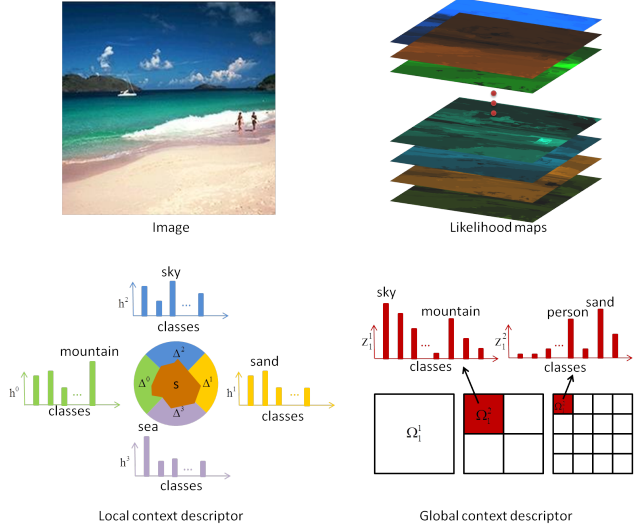 Image
Likelihood maps
sky
h²
...
classes
mountain
h⁰
...
classes
Δ²
Δ⁰
s
Δ¹
Δ³
sand
h¹
...
classes
sea
h³
...
classes
Local context descriptor
sky
mountain
Z₁¹
...
classes
person
sand
Z₁²
...
classes
Ω₁¹
Ω₁²
Global context descriptor